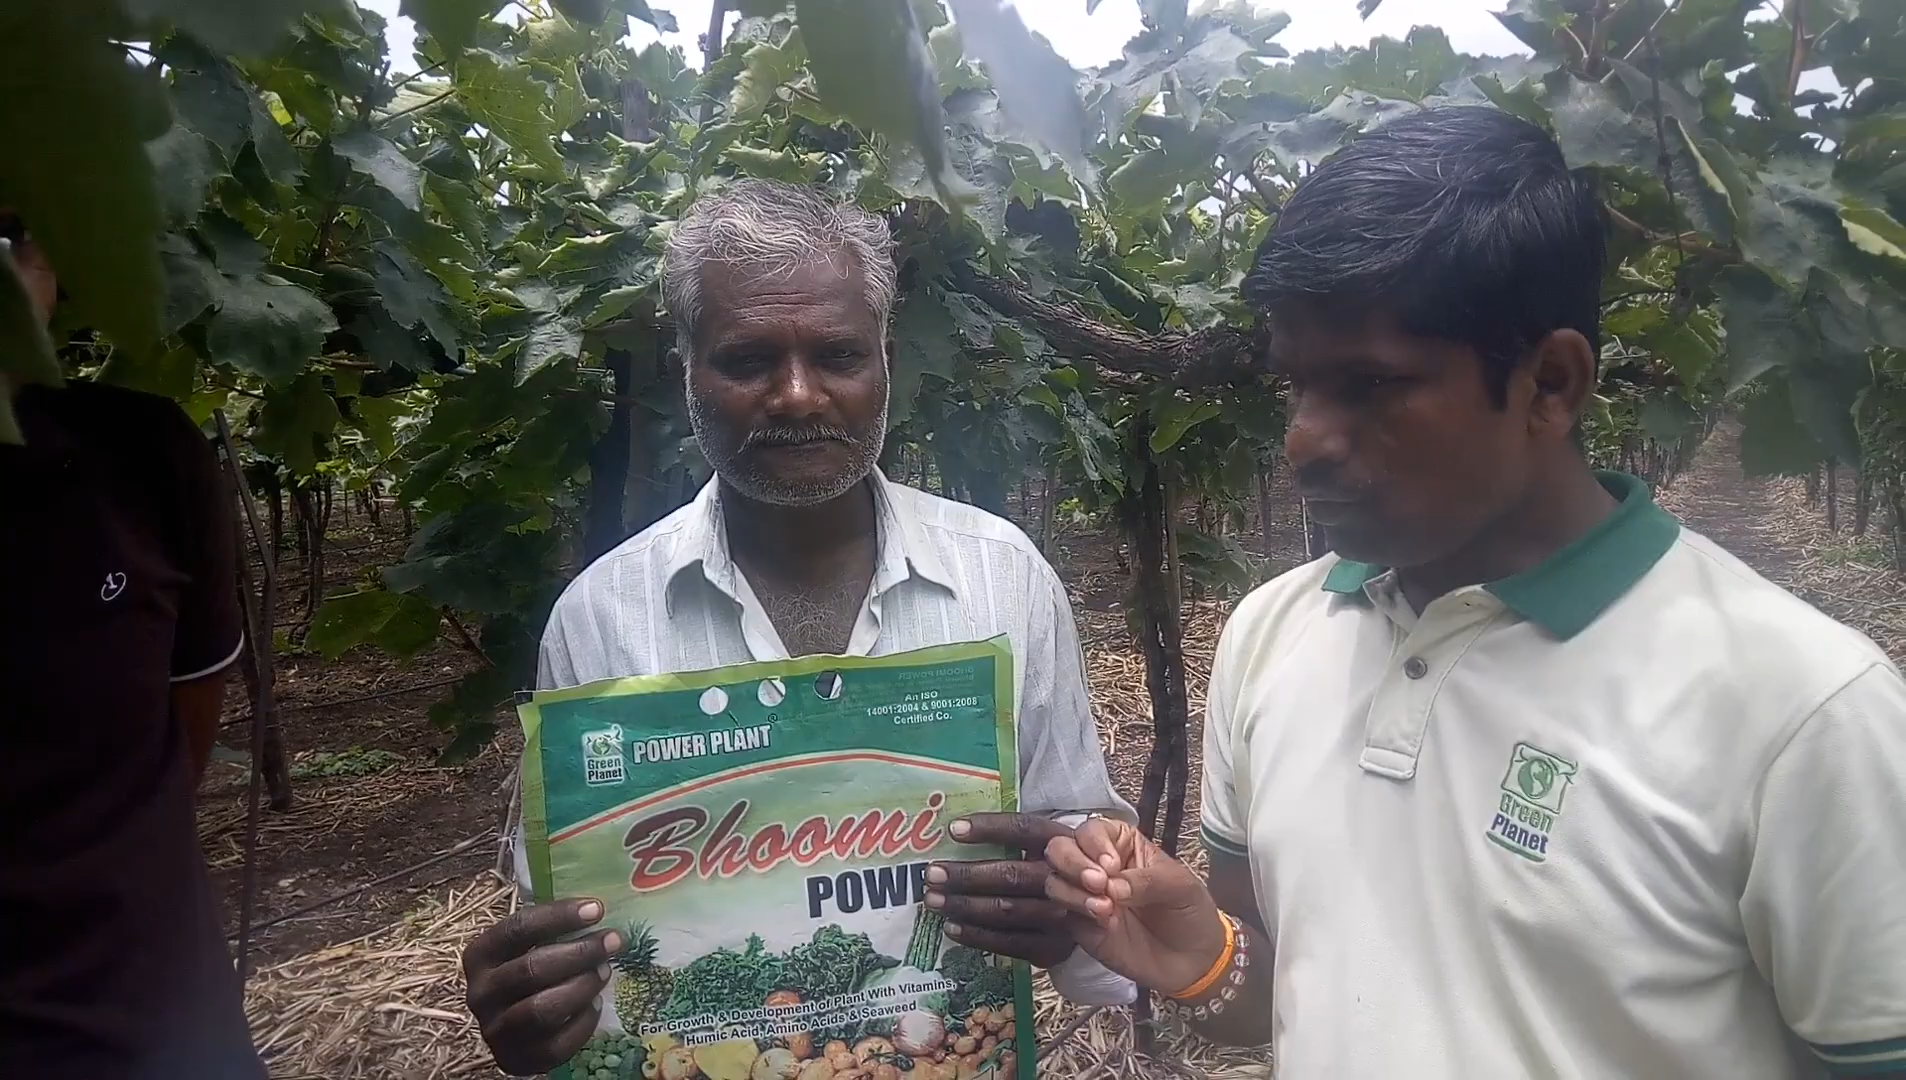 An ISO
14001:2004 & 9001:2008
Certified Co.
Green
Planet
POWER PLANT®
Bhoomi
POWE
For Growth & Development of Plant With Vitamins,
Humic Acid, Amino Acids & Seaweed
Green
Planet